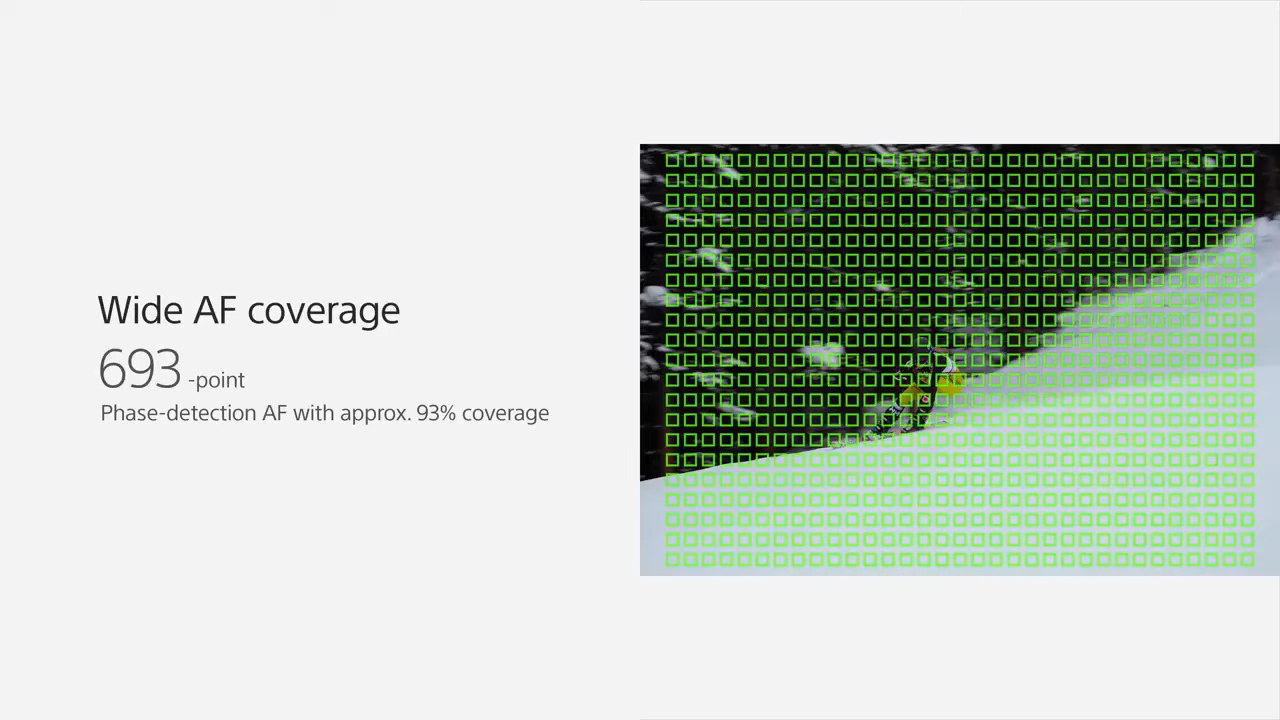 Wide AF coverage
693 -point
Phase-detection AF with approx. 93% coverage